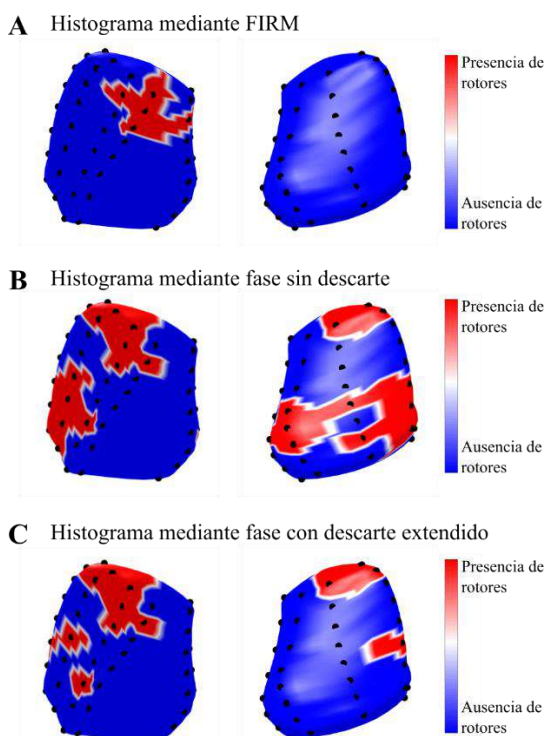 A Histograma mediante FIRM
Presencia de
rotores
Ausencia de
rotores
B Histograma mediante fase sin descarte
Presencia de
rotores
Ausencia de
rotores
C Histograma mediante fase con descarte extendido
Presencia de
rotores
Ausencia de
rotores